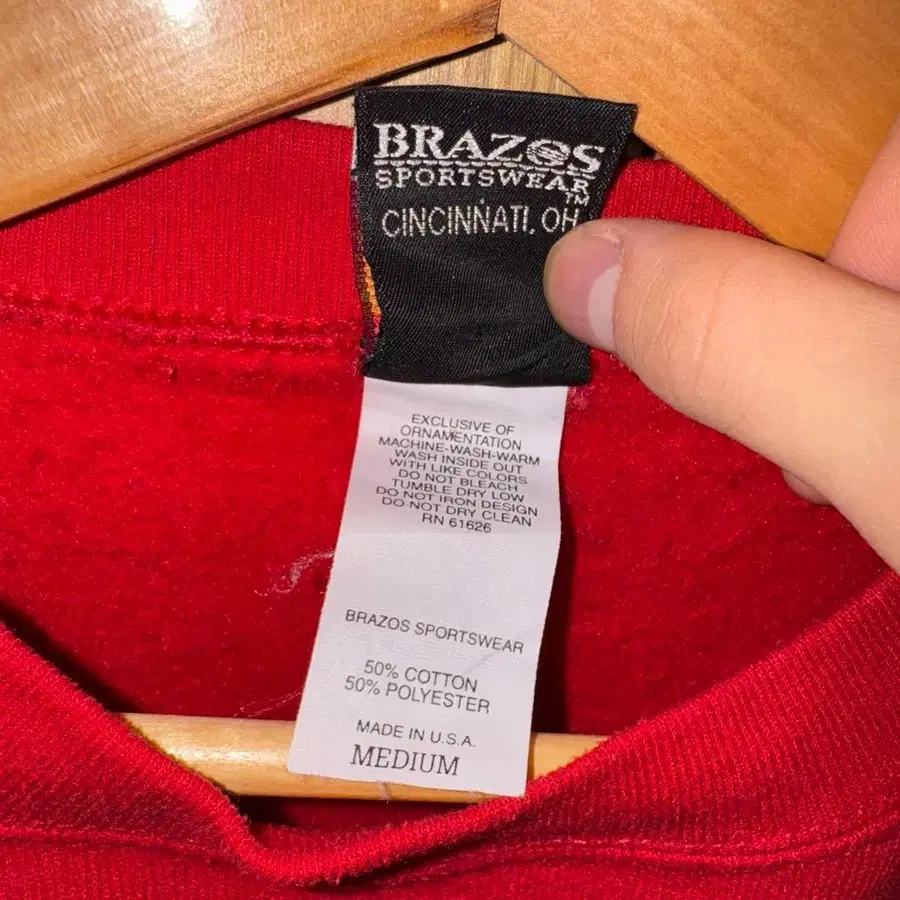 BRAZOS
SPORTSWEAR
TM
CINCINNATI, OH
EXCLUSIVE OF
ORNAMENTATION
MACHINE-WASH-WARM
WASH INSIDE OUT
WITH LIKE COLORS
DO NOT BLEACH
TUMBLE DRY LOW
DO NOT IRON DESIGN
DO NOT DRY CLEAN
RN 61626
BRAZOS SPORTSWEAR
50% COTTON
50% POLYESTER
MADE IN U.S.A.
MEDIUM